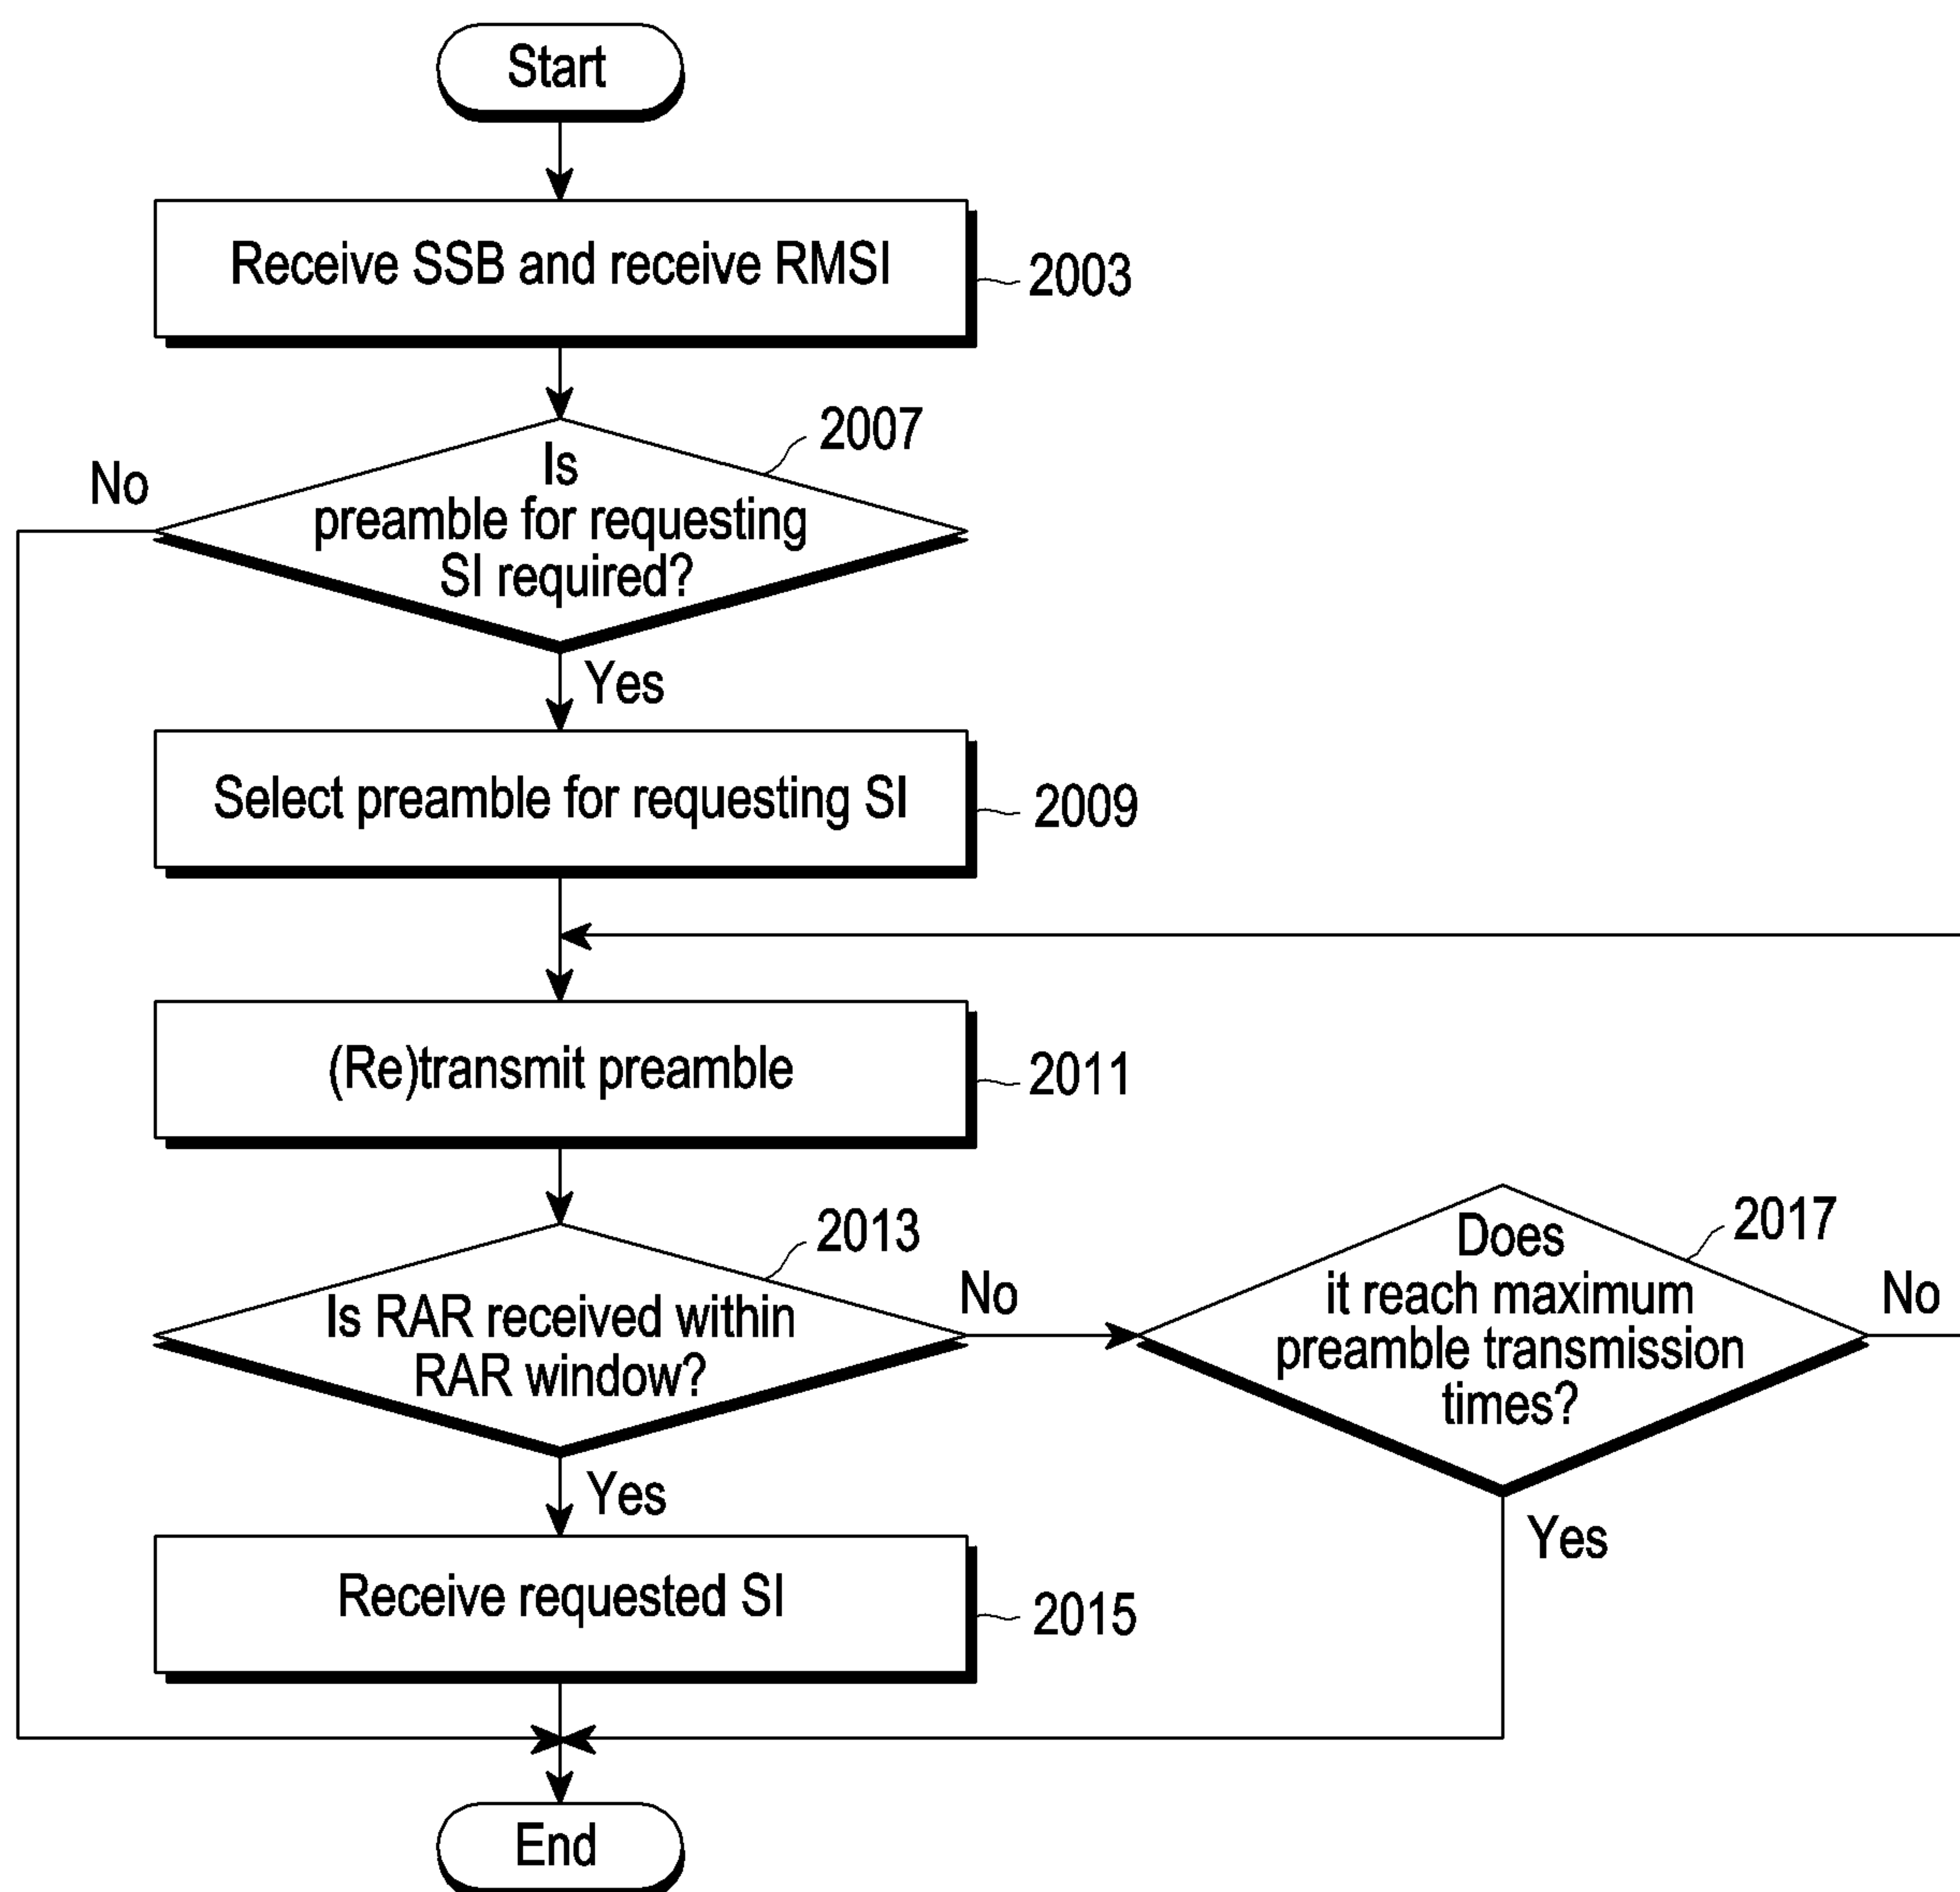 Start
Receive SSB and receive RMSI
2003
2007
No
Is
preamble for requesting
SI required?
Yes
Select preamble for requesting SI
2009
(Re)transmit preamble
2011
2013
Is RAR received within
RAR window?
No
2017
Does
it reach maximum
preamble transmission
times?
No
Yes
Yes
Receive requested SI
2015
End